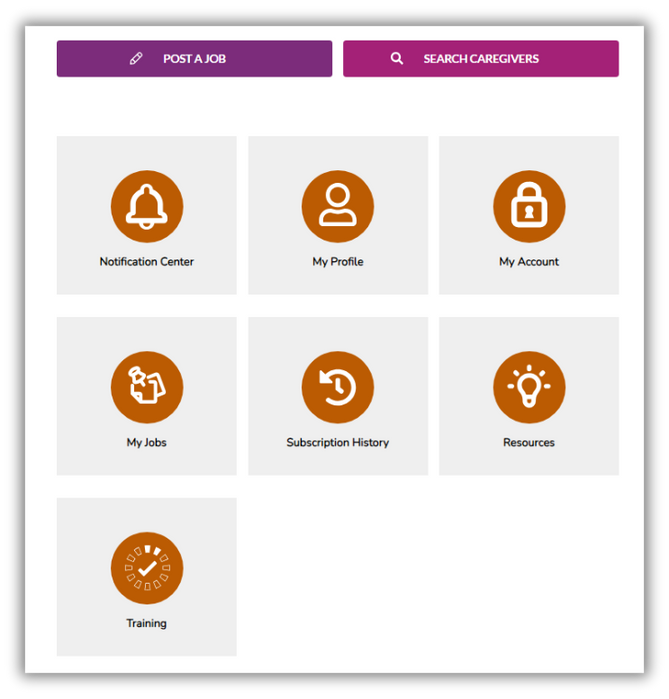 POST A JOB
SEARCH CAREGIVERS
Notification Center
My Profile
My Account
My Jobs
Subscription History
Resources
Training